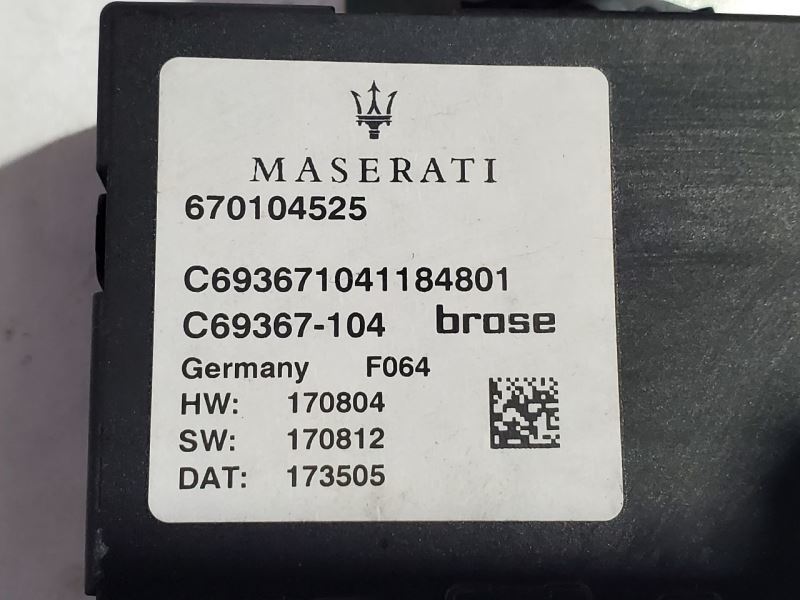 MASERATI
670104525
C693671041184801
C69367-104 brose
Germany F064
HW: 170804
SW: 170812
DAT: 173505